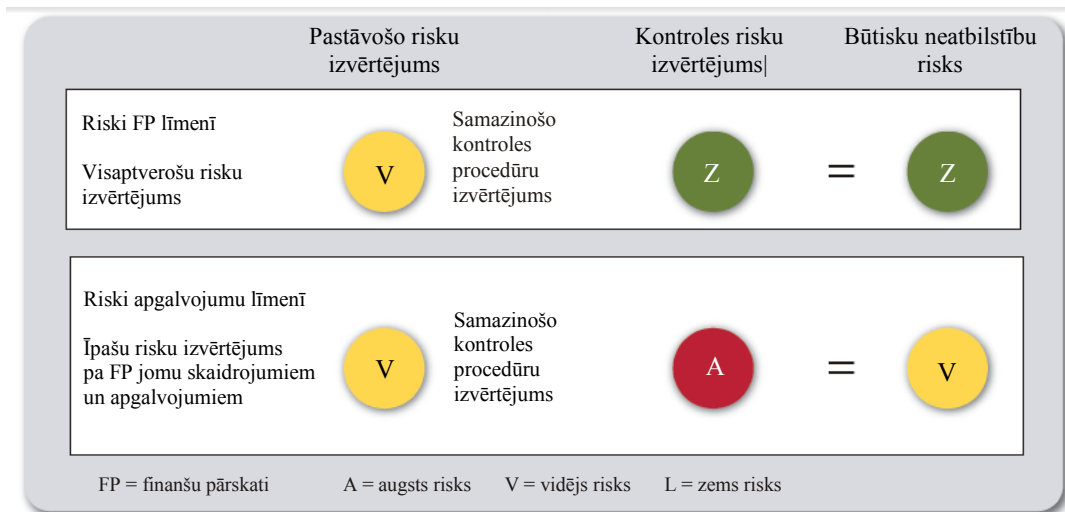 Pastāvošo risku
izvērtējums
Kontroles risku
izvērtējums|
Būtisku neatbilstību
risks
Riski FP līmenī
Visaptverošu risku
izvērtējums
V
Samazinošo
kontroles
procedūru
izvērtējums
Z
=
Z
Riski apgalvojumu līmenī
Īpašu risku izvērtējums
pa FP jomu skaidrojumiem
un apgalvojumiem
V
Samazinošo
kontroles
procedūru
izvērtējums
A
=
V
FP = finanšu pārskati A = augsts risks V = vidējs risks L = zems risks